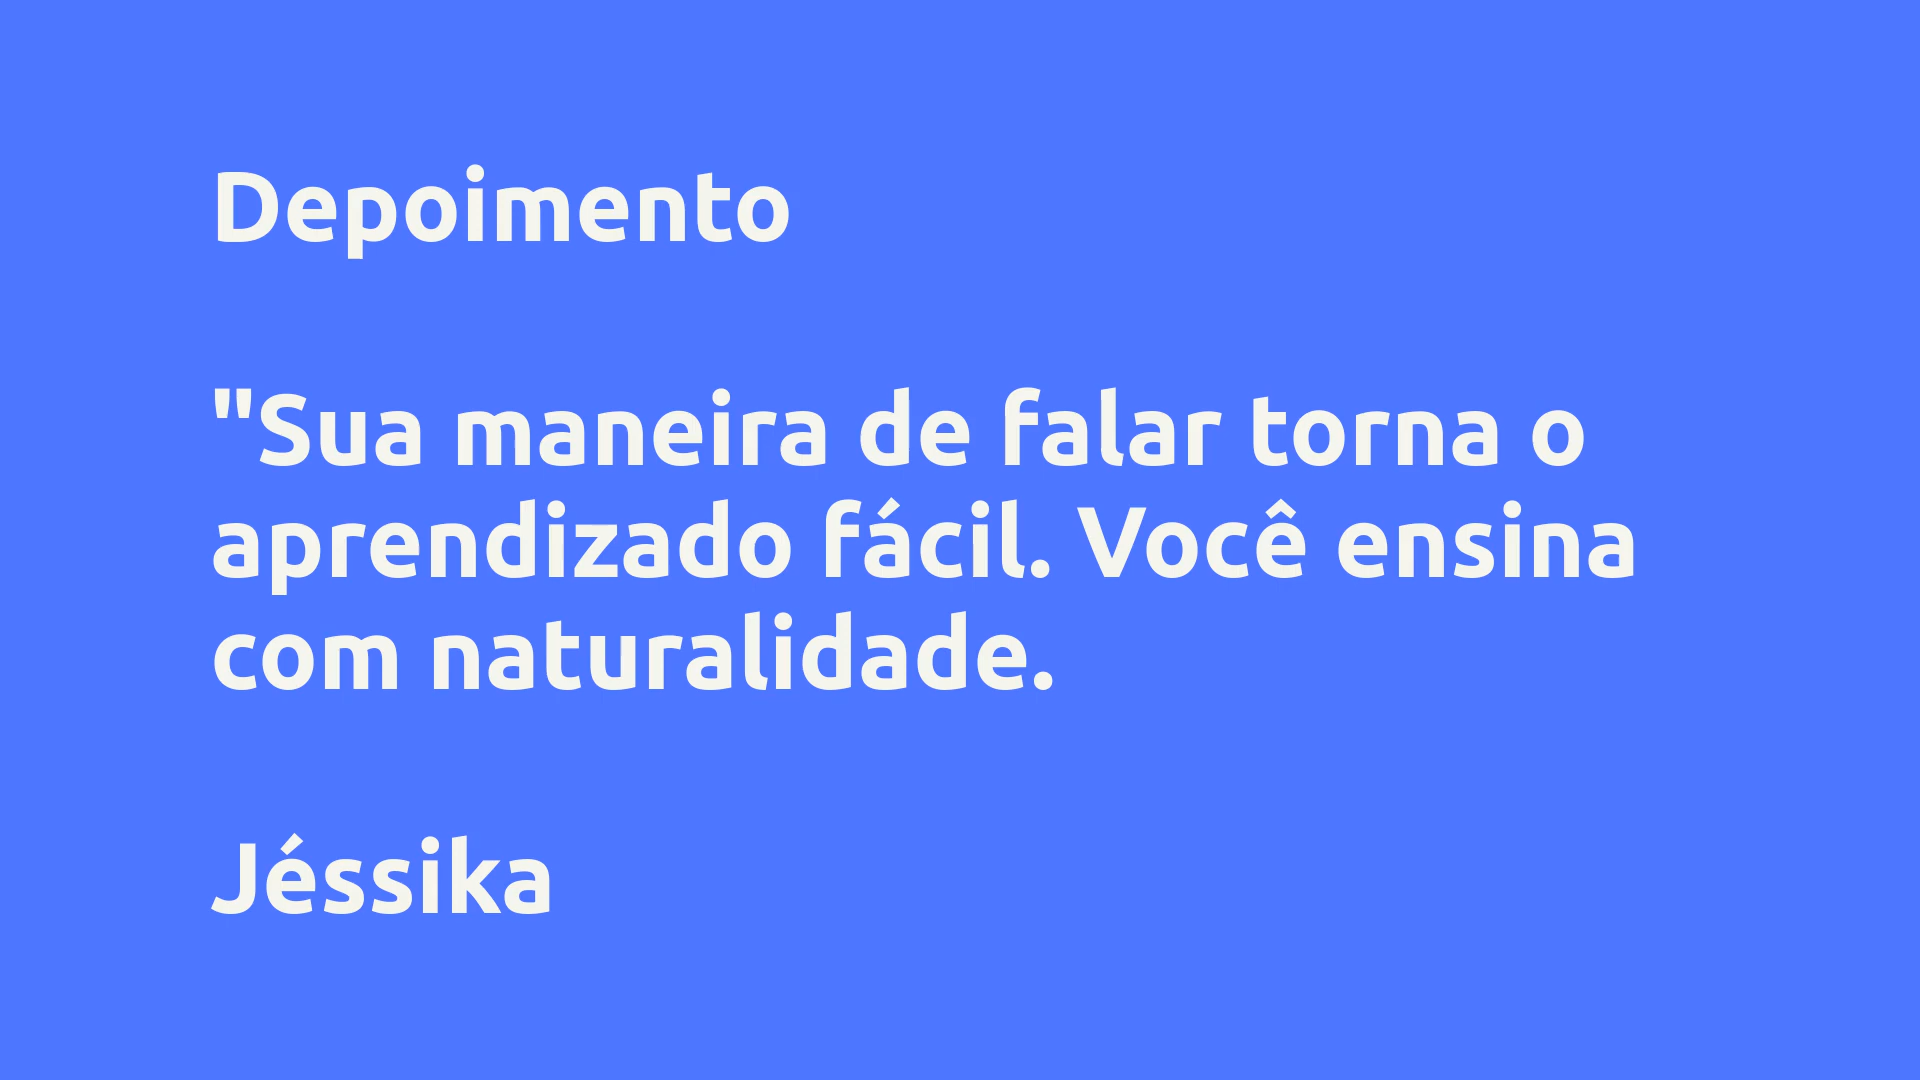 Depoimento
"Sua maneira de falar torna o
aprendizado fácil. Você ensina
com naturalidade.
Jéssika